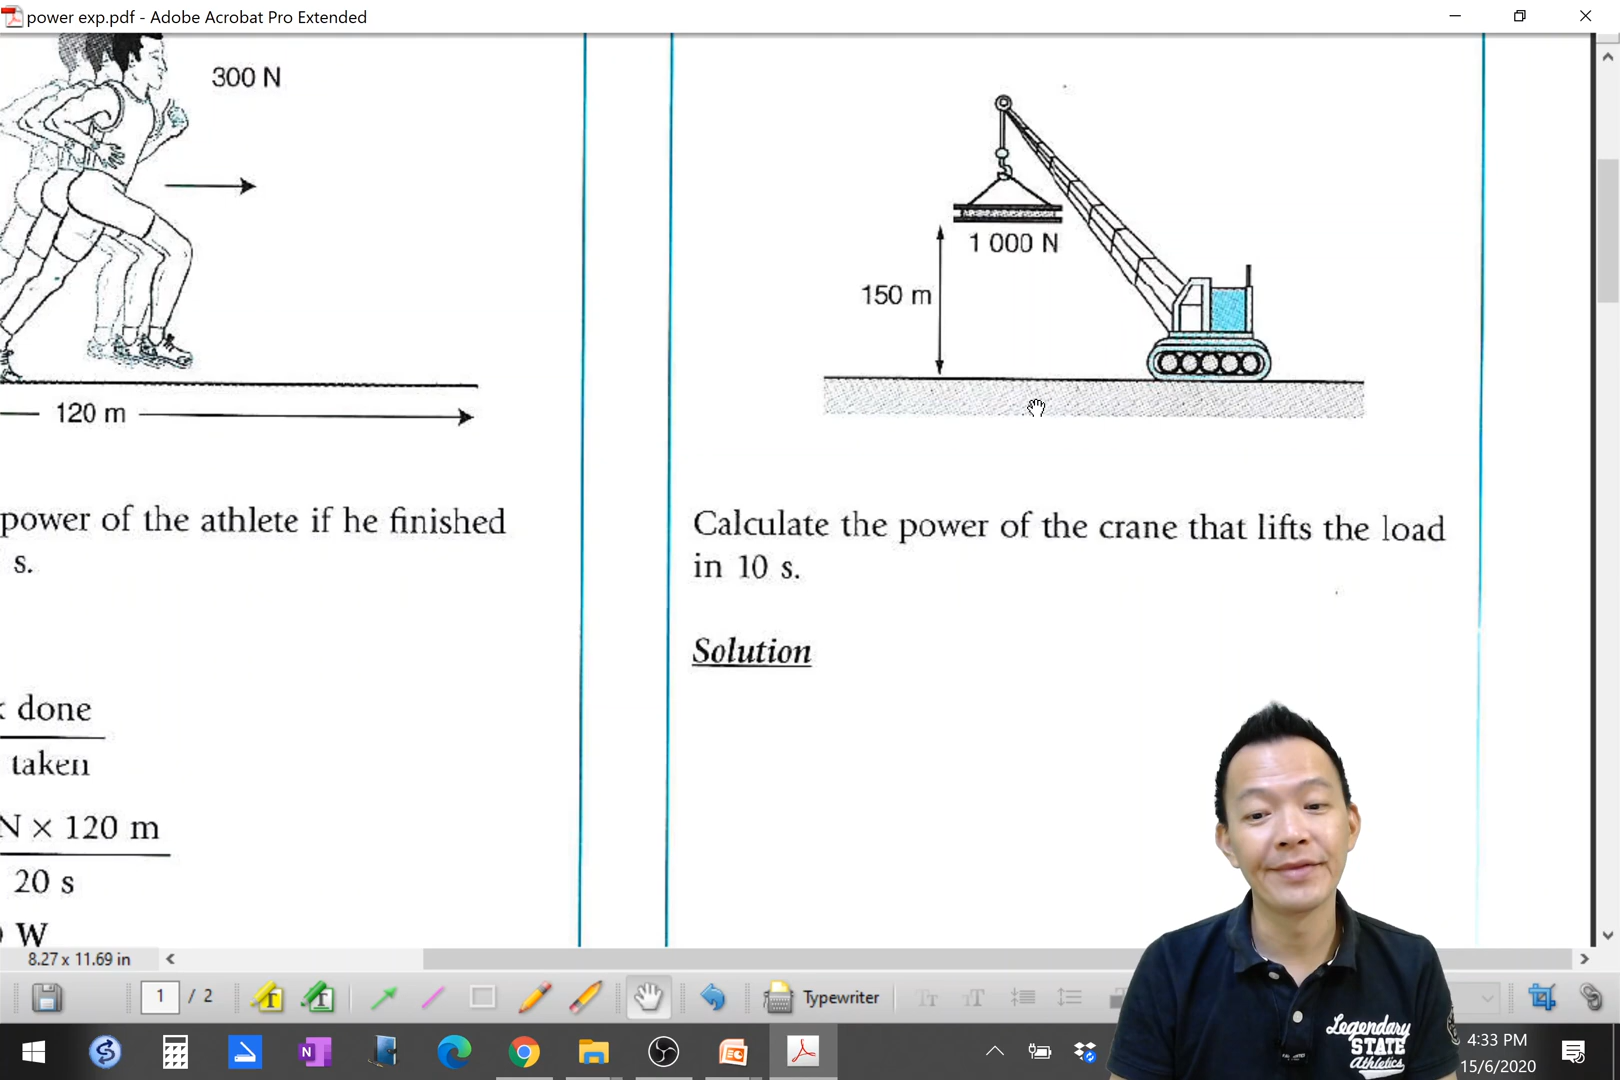 power exp.pdf - Adobe Acrobat Pro Extended
300 N
120 m
power of the athlete if he finished
s.
done
taken
N × 120 m
20 s
W
1 000 N
150 m
Calculate the power of the crane that lifts the load
in 10 s.
Solution
8.27 x 11.69 in
1 / 2
Typewriter
Legendary
STATE
Athletics
4:33 PM
15/6/2020